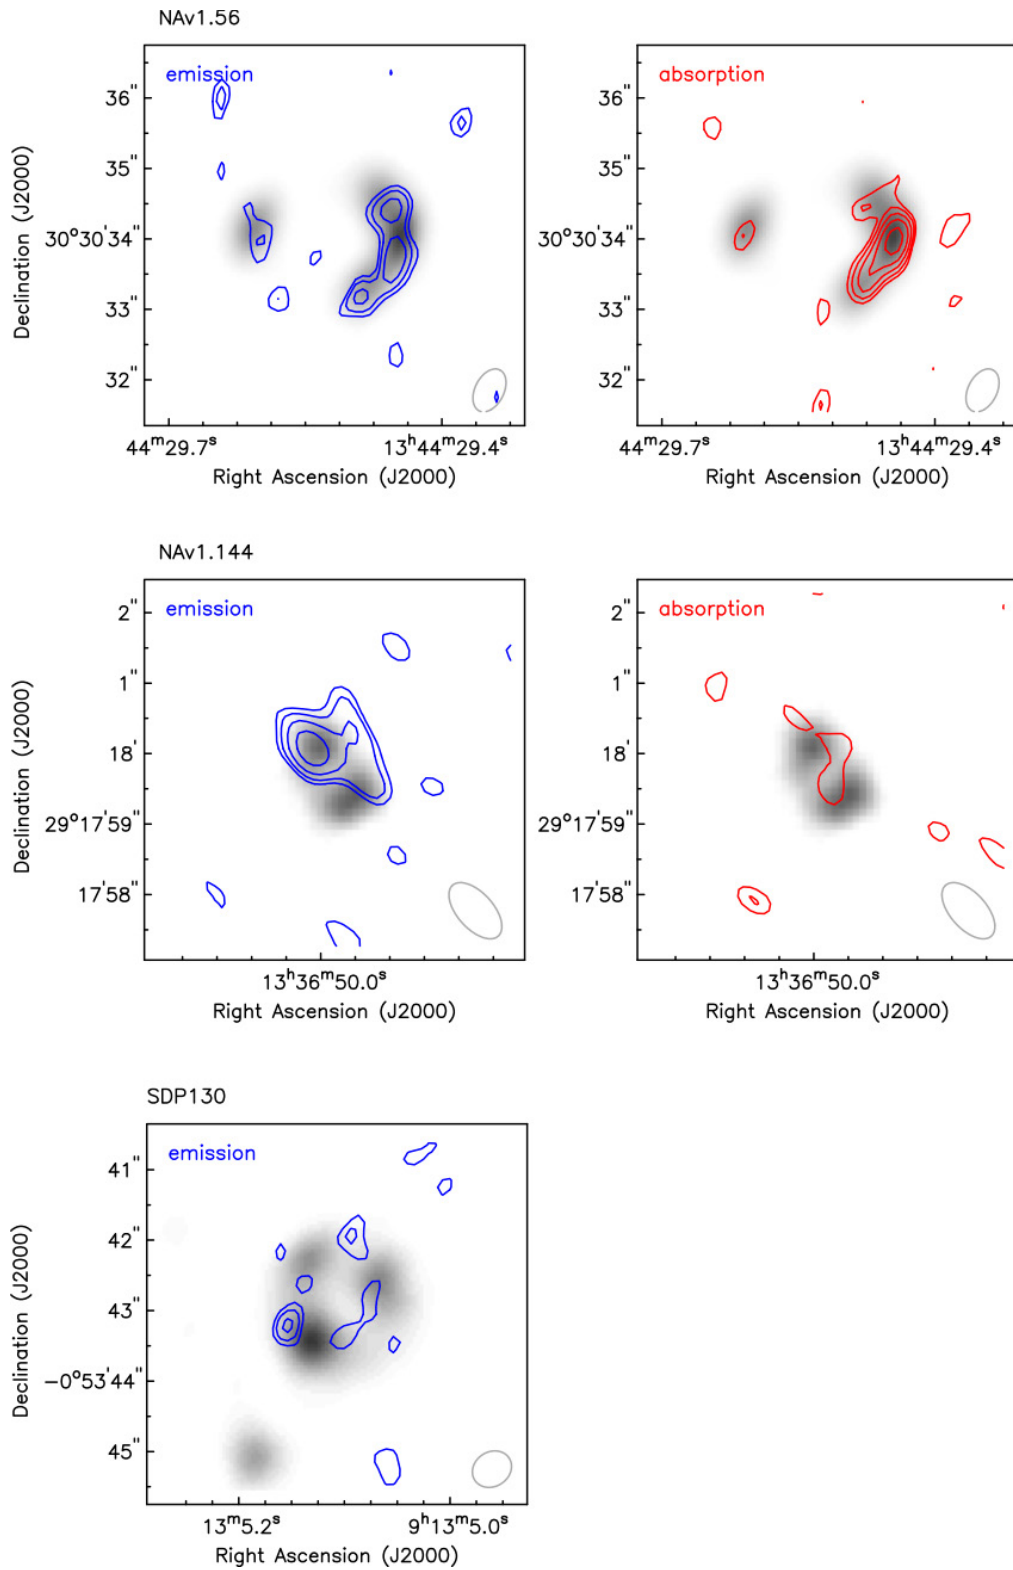 NAv1.56
emission
absorption
36"
35"
30°30'34"
33"
32"
Declination (J2000)
44ᵐ29.7ˢ
13ʰ44ᵐ29.4ˢ
Right Ascension (J2000)
36"
35"
30°30'34"
33"
32"
44ᵐ29.7ˢ
13ʰ44ᵐ29.4ˢ
Right Ascension (J2000)
NAv1.144
emission
absorption
2"
1"
18'
29°17'59"
17'58"
Declination (J2000)
13ʰ36ᵐ50.0ˢ
Right Ascension (J2000)
2"
1"
18'
29°17'59"
17'58"
13ʰ36ᵐ50.0ˢ
Right Ascension (J2000)
SDP130
emission
41"
42"
43"
−0°53'44"
45"
Declination (J2000)
13ᵐ5.2ˢ
9ʰ13ᵐ5.0ˢ
Right Ascension (J2000)